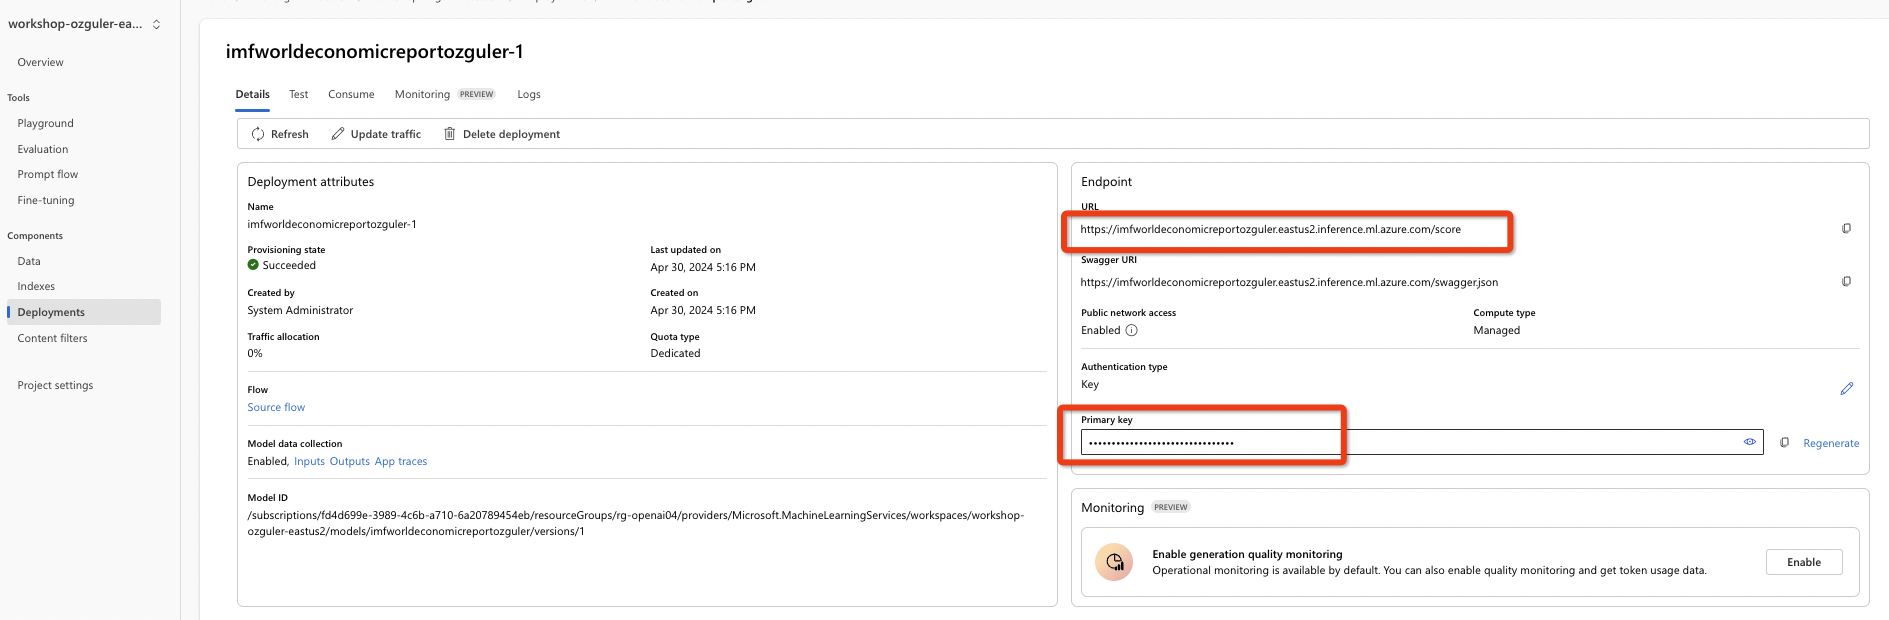 workshop-ozguler-ea...
Overview
Tools
Playground
Evaluation
Prompt flow
Fine-tuning
Components
Data
Indexes
Deployments
Content filters
Project settings
imfworldeconomicreportozguler-1
Details Test Consume Monitoring PREVIEW Logs
Refresh Update traffic Delete deployment
Deployment attributes
Name
imfworldeconomicreportozguler-1
Provisioning state Last updated on
Succeeded Apr 30, 2024 5:16 PM
Created by Created on
System Administrator Apr 30, 2024 5:16 PM
Traffic allocation Quota type
0% Dedicated
Flow
Source flow
Model data collection
Enabled, Inputs Outputs App traces
Model ID
/subscriptions/fd4d699e-3989-4c6b-a710-6a20789454eb/resourceGroups/rg-openai04/providers/Microsoft.MachineLearningServices/workspaces/workshop-
ozguler-eastus2/models/imfworldeconomicreportozguler/versions/1
Endpoint
URL
https://imfworldeconomicreportozguler.eastus2.inference.ml.azure.com/score
Swagger URI
https://imfworldeconomicreportozguler.eastus2.inference.ml.azure.com/swagger.json
Public network access Compute type
Enabled Managed
Authentication type
Key
Primary key
••••••••••••••••••••••••••••••••
Regenerate
Monitoring PREVIEW
Enable generation quality monitoring
Operational monitoring is available by default. You can also enable quality monitoring and get token usage data.
Enable